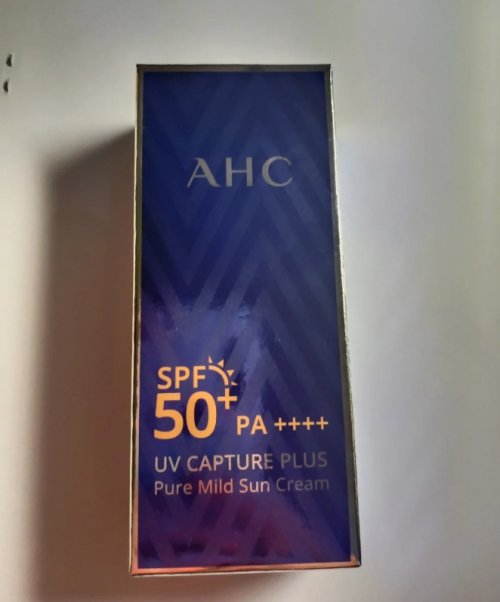 AHC
SPF
50+ PA ++++
UV CAPTURE PLUS
Pure Mild Sun Cream